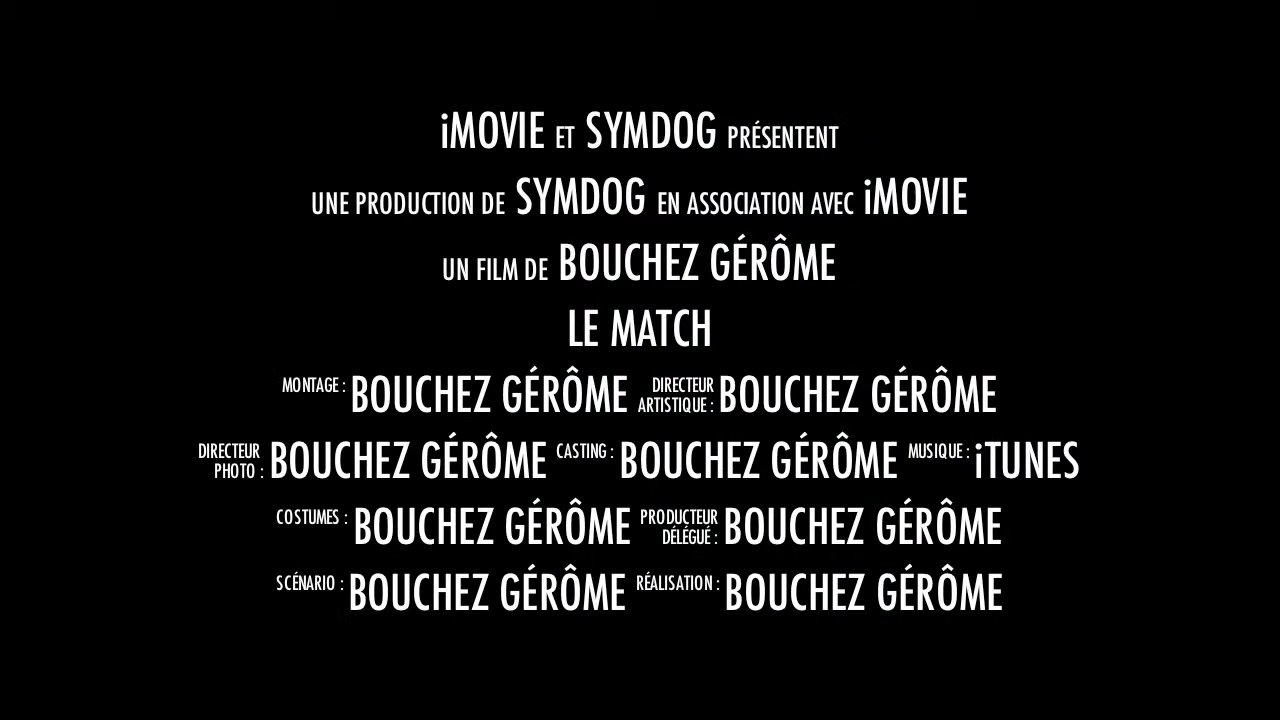 iMOVIE ET SYMDOG PRÉSENTENT
UNE PRODUCTION DE SYMDOG EN ASSOCIATION AVEC iMOVIE
UN FILM DE BOUCHEZ GÉRÔME
LE MATCH
MONTAGE : BOUCHEZ GÉRÔME DIRECTEUR ARTISTIQUE : BOUCHEZ GÉRÔME
DIRECTEUR PHOTO : BOUCHEZ GÉRÔME CASTING : BOUCHEZ GÉRÔME MUSIQUE : iTUNES
COSTUMES : BOUCHEZ GÉRÔME PRODUCTEUR DÉLÉGUÉ : BOUCHEZ GÉRÔME
SCÉNARIO : BOUCHEZ GÉRÔME RÉALISATION : BOUCHEZ GÉRÔME